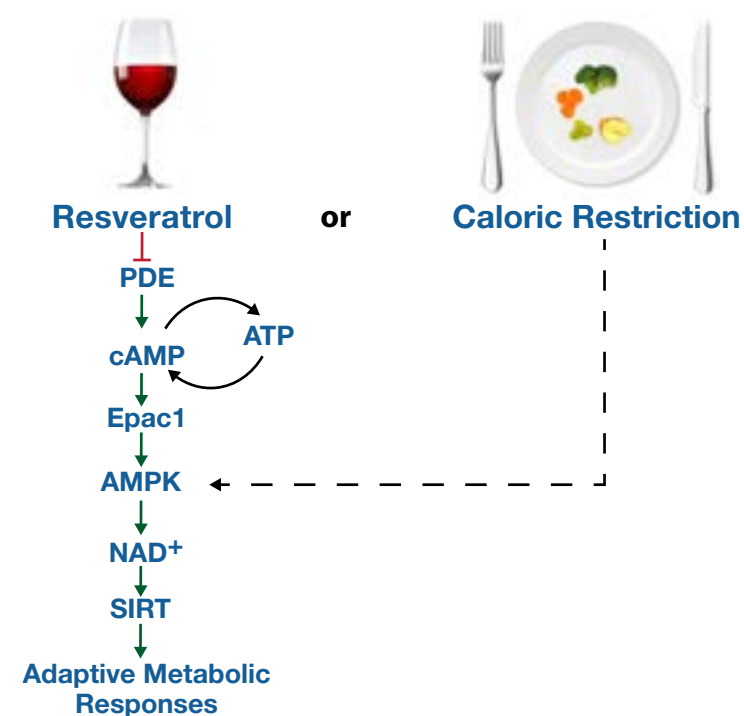 Resveratrol or Caloric Restriction
PDE
ATP
cAMP
Epac1
AMPK
NAD+
SIRT
Adaptive Metabolic
Responses